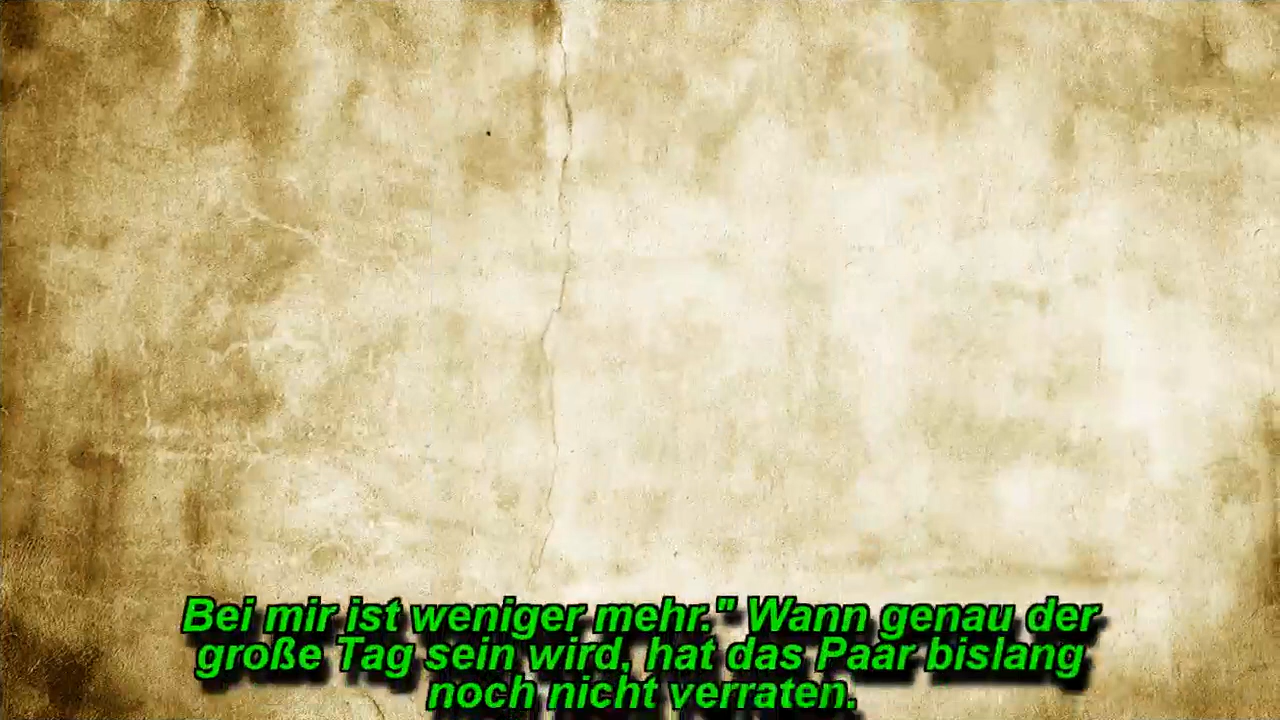 Bei mir ist weniger mehr." Wann genau der
große Tag sein wird, hat das Paar bislang
noch nicht verraten.